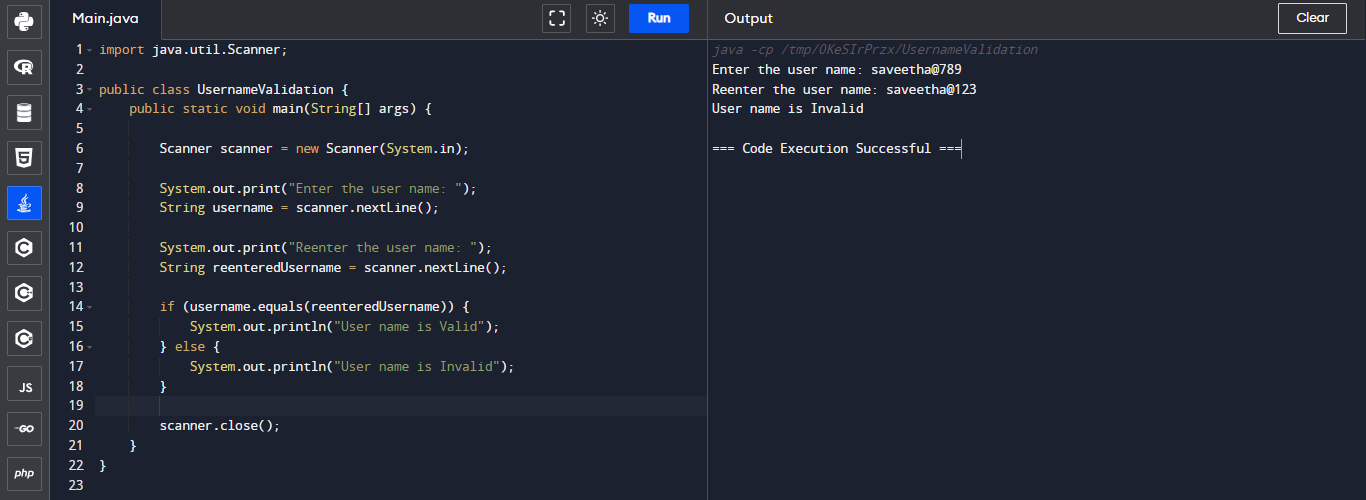 Main.java
Run
Output
Clear
1 import java.util.Scanner;
2
3 public class UsernameValidation {
4 public static void main(String[] args) {
5
6 Scanner scanner = new Scanner(System.in);
7
8 System.out.print("Enter the user name: ");
9 String username = scanner.nextLine();
10
11 System.out.print("Reenter the user name: ");
12 String reenteredUsername = scanner.nextLine();
13
14 if (username.equals(reenteredUsername)) {
15 System.out.println("User name is Valid");
16 } else {
17 System.out.println("User name is Invalid");
18 }
19
20 scanner.close();
21 }
22 }
23
java -cp /tmp/OKeSIrPrzx/UsernameValidation
Enter the user name: saveetha@789
Reenter the user name: saveetha@123
User name is Invalid
=== Code Execution Successful ===
R
5
C
C
C
JS
GO
php